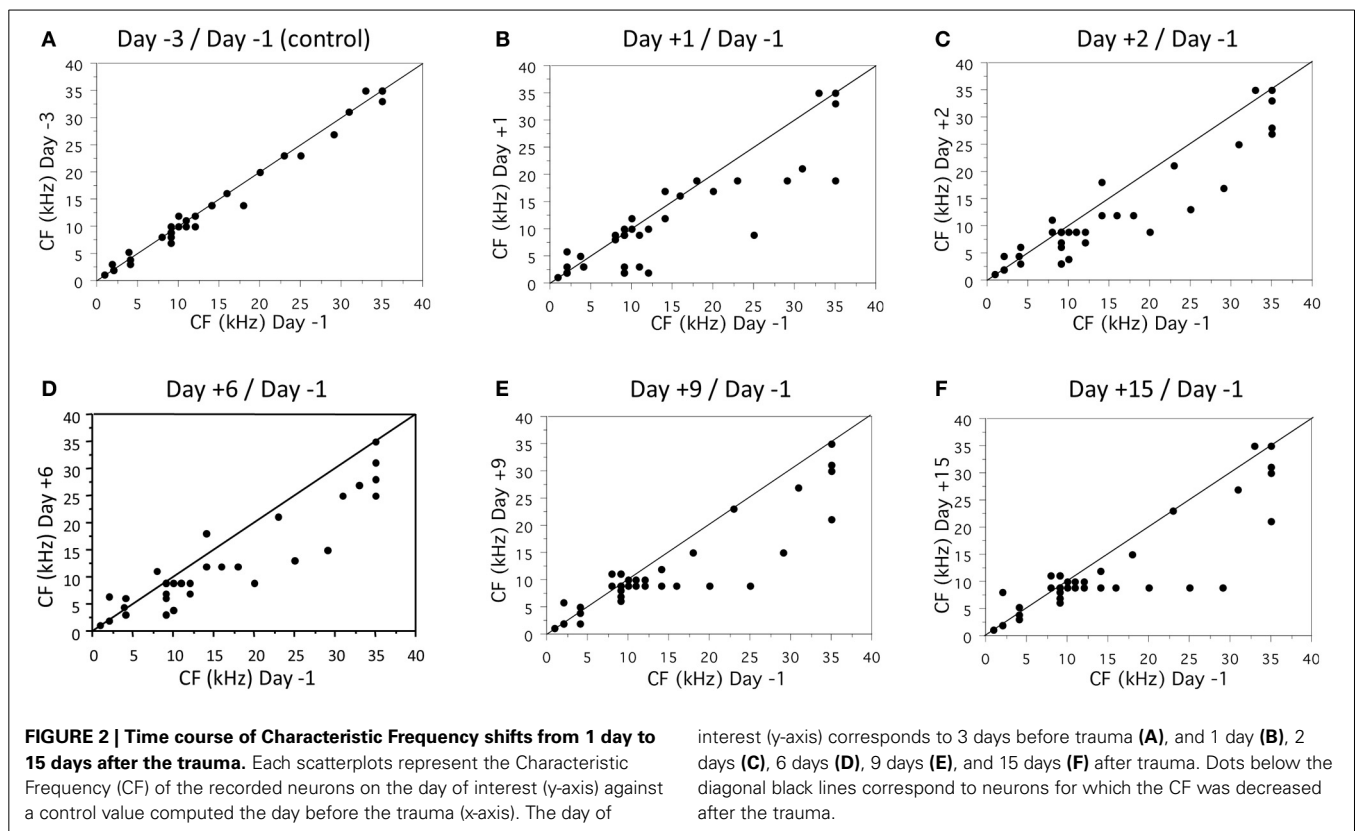 A
Day -3 / Day -1 (control)
40
35
30
25
20
15
10
5
0
CF (kHz) Day -3
0 5 10 15 20 25 30 35 40
CF (kHz) Day -1
B
Day +1 / Day -1
40
35
30
25
20
15
10
5
0
CF (kHz) Day +1
0 5 10 15 20 25 30 35 40
CF (kHz) Day -1
C
Day +2 / Day -1
40
35
30
25
20
15
10
5
0
CF (kHz) Day +2
0 5 10 15 20 25 30 35 40
CF (kHz) Day -1
D
Day +6 / Day -1
40
35
30
25
20
15
10
5
0
CF (kHz) Day +6
0 5 10 15 20 25 30 35 40
CF (kHz) Day -1
E
Day +9 / Day -1
40
35
30
25
20
15
10
5
0
CF (kHz) Day +9
0 5 10 15 20 25 30 35 40
CF (kHz) Day -1
F
Day +15 / Day -1
40
35
30
25
20
15
10
5
0
CF (kHz) Day +15
0 5 10 15 20 25 30 35 40
CF (kHz) Day -1
FIGURE 2 | Time course of Characteristic Frequency shifts from 1 day to
15 days after the trauma. Each scatterplots represent the Characteristic
Frequency (CF) of the recorded neurons on the day of interest (y-axis) against
a control value computed the day before the trauma (x-axis). The day of
interest (y-axis) corresponds to 3 days before trauma (A), and 1 day (B), 2
days (C), 6 days (D), 9 days (E), and 15 days (F) after trauma. Dots below the
diagonal black lines correspond to neurons for which the CF was decreased
after the trauma.